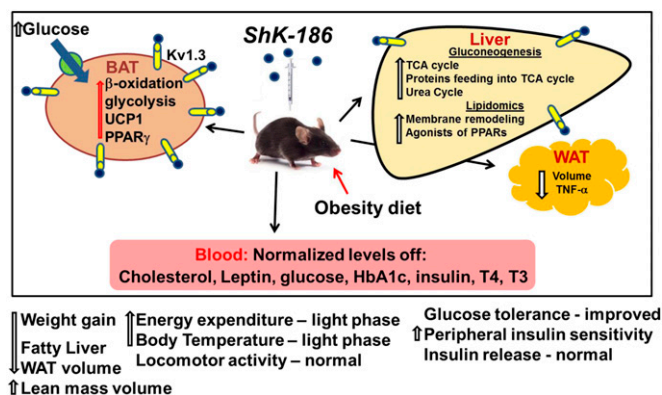 Glucose
BAT
Kv1.3
β-oxidation
glycolysis
UCP1
PPARγ
ShK-186
Obesity diet
Liver
Gluconeogenesis
TCA cycle
Proteins feeding into TCA cycle
Urea Cycle
Lipidomics
Membrane remodeling
Agonists of PPARs
WAT
Volume
TNF-α
Blood: Normalized levels off:
Cholesterol, Leptin, glucose, HbA1c, insulin, T4, T3
Weight gain
Fatty Liver
WAT volume
Lean mass volume
Energy expenditure – light phase
Body Temperature – light phase
Locomotor activity – normal
Glucose tolerance - improved
Peripheral insulin sensitivity
Insulin release - normal